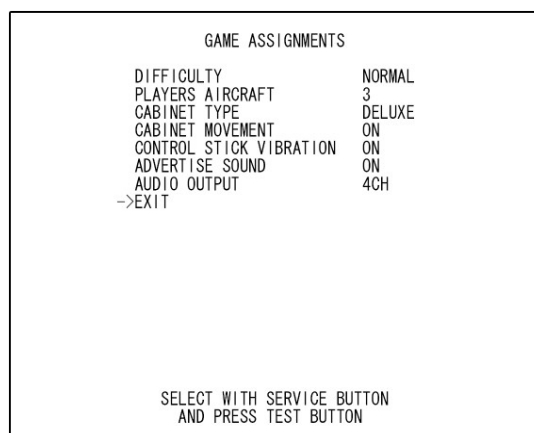 GAME ASSIGNMENTS
DIFFICULTY NORMAL
PLAYERS AIRCRAFT 3
CABINET TYPE DELUXE
CABINET MOVEMENT ON
CONTROL STICK VIBRATION ON
ADVERTISE SOUND ON
AUDIO OUTPUT 4CH
->EXIT
SELECT WITH SERVICE BUTTON
AND PRESS TEST BUTTON